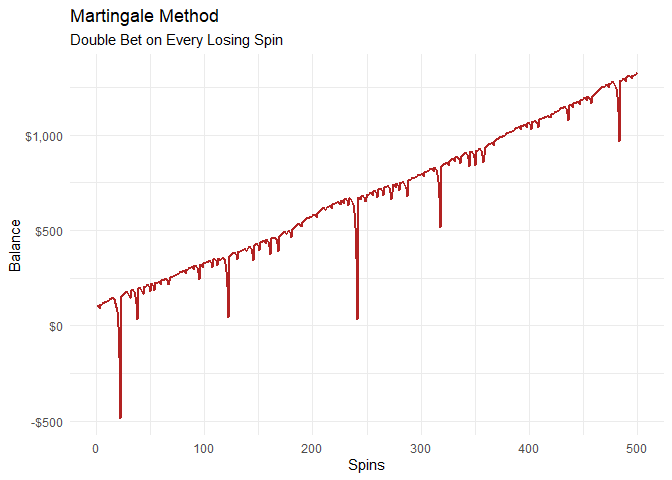 Martingale Method
Double Bet on Every Losing Spin
$1,000
$500
$0
-$500
Balance
0 100 200 300 400 500
Spins